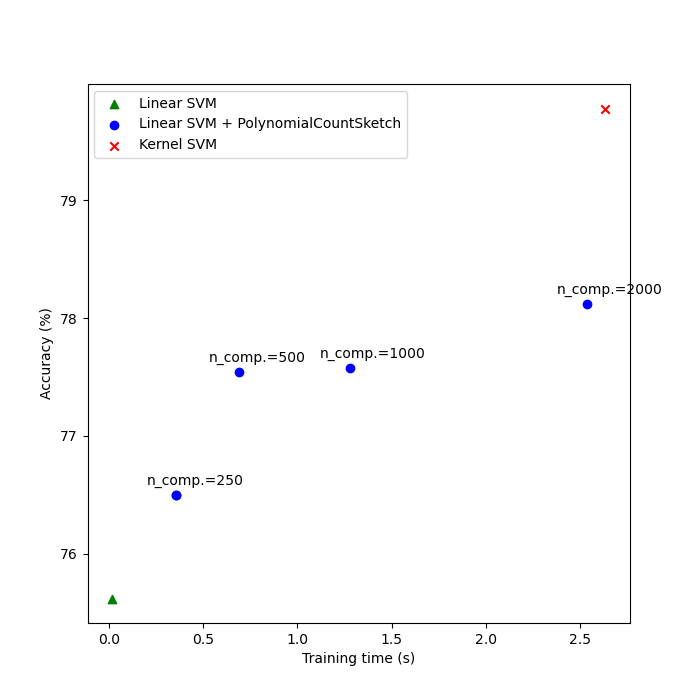 Linear SVM
Linear SVM + PolynomialCountSketch
Kernel SVM
79
78
77
76
Accuracy (%)
n_comp.=2000
n_comp.=500
n_comp.=1000
n_comp.=250
0.0 0.5 1.0 1.5 2.0 2.5
Training time (s)